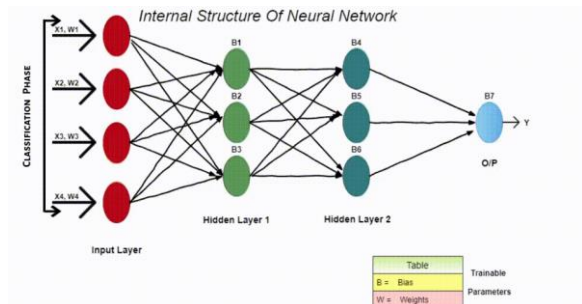 Internal Structure Of Neural Network
CLASSIFICATION PHASE
X1, W1
X2, W2
X3, W3
X4, W4
B1
B2
B3
B4
B5
B6
B7
Y
O/P
Hidden Layer 1
Hidden Layer 2
Input Layer
Table
B = Bias
W = Weights
Trainable
Parameters